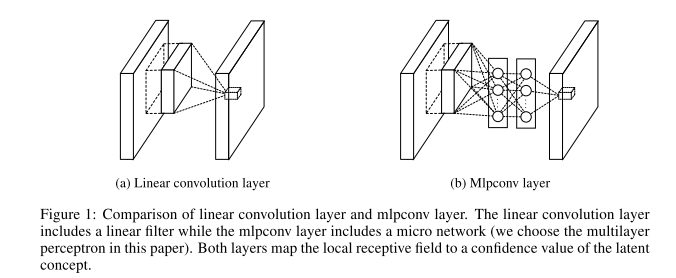 (a) Linear convolution layer
(b) Mlpconv layer
Figure 1: Comparison of linear convolution layer and mlpconv layer. The linear convolution layer
includes a linear filter while the mlpconv layer includes a micro network (we choose the multilayer
perceptron in this paper). Both layers map the local receptive field to a confidence value of the latent
concept.